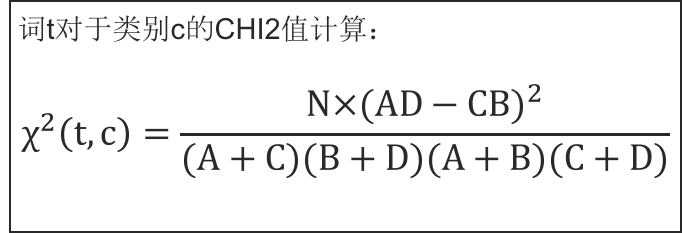 词t对于类别c的CHI2值计算：
χ²(t, c) = N×(AD − CB)² / (A + C)(B + D)(A + B)(C + D)